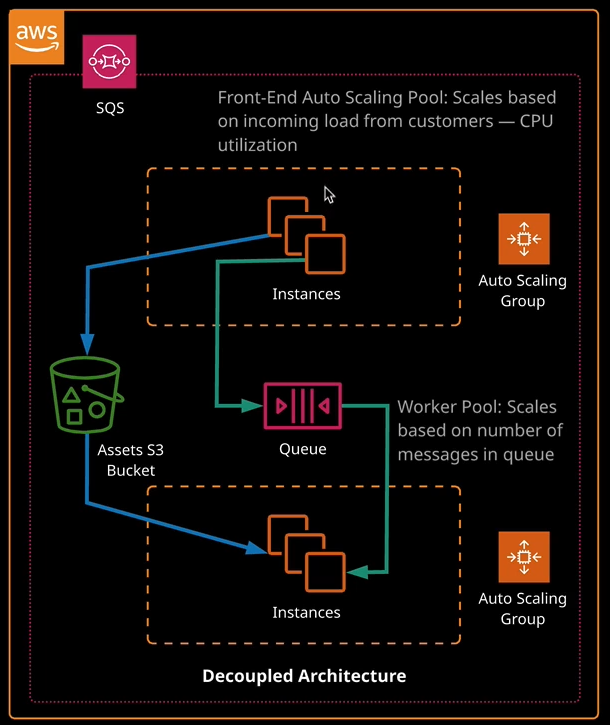 aws
SQS
Front-End Auto Scaling Pool: Scales based
on incoming load from customers — CPU
utilization
Instances
Auto Scaling
Group
Assets S3
Bucket
Queue
Worker Pool: Scales
based on number of
messages in queue
Instances
Auto Scaling
Group
Decoupled Architecture